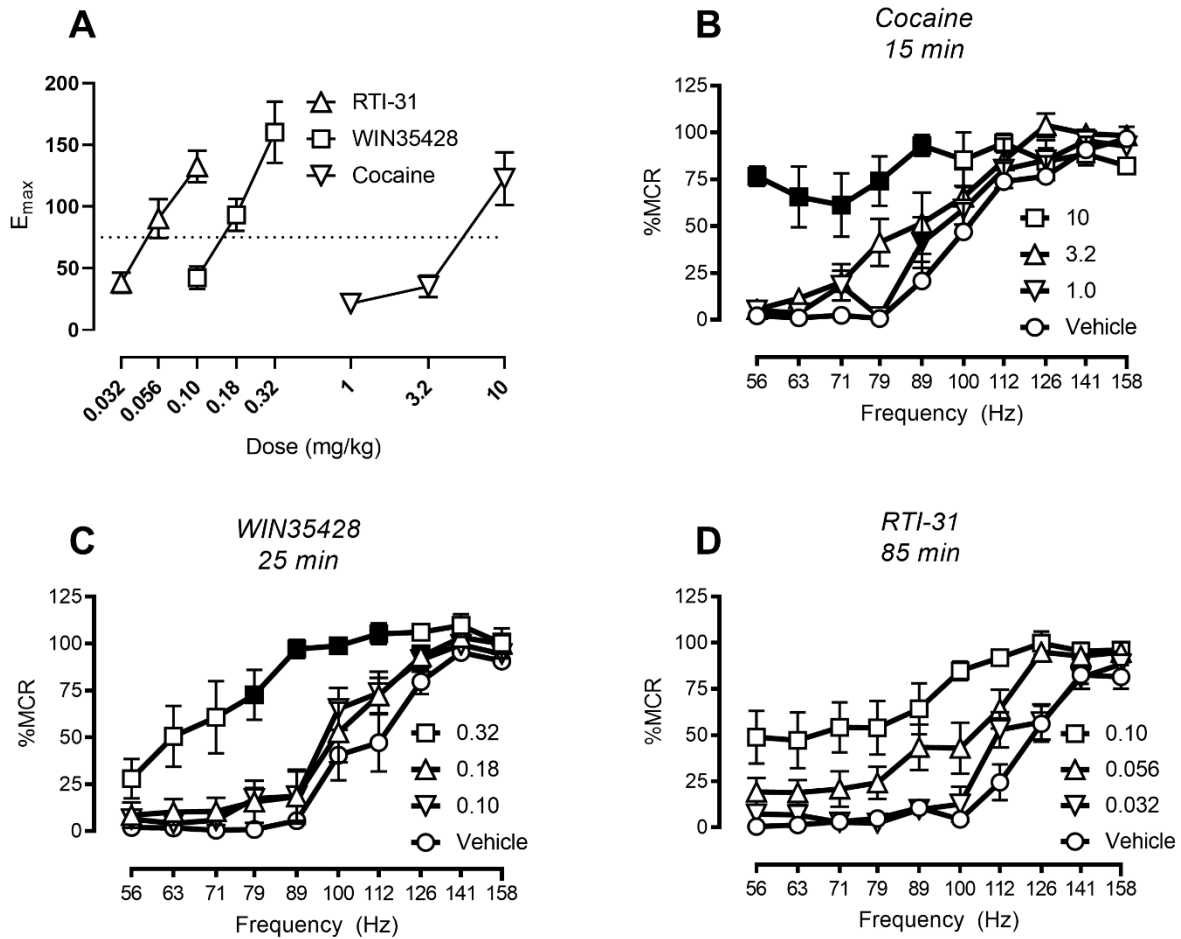 A
200
150
100
50
0
E_max
RTI-31
WIN35428
Cocaine
0.032
0.056
0.10
0.18
0.32
1
3.2
10
Dose (mg/kg)
B
Cocaine
15 min
125
100
75
50
25
0
%MCR
10
3.2
1.0
Vehicle
56 63 71 79 89 100 112 126 141 158
Frequency (Hz)
C
WIN35428
25 min
125
100
75
50
25
0
%MCR
0.32
0.18
0.10
Vehicle
56 63 71 79 89 100 112 126 141 158
Frequency (Hz)
D
RTI-31
85 min
125
100
75
50
25
0
%MCR
0.10
0.056
0.032
Vehicle
56 63 71 79 89 100 112 126 141 158
Frequency (Hz)